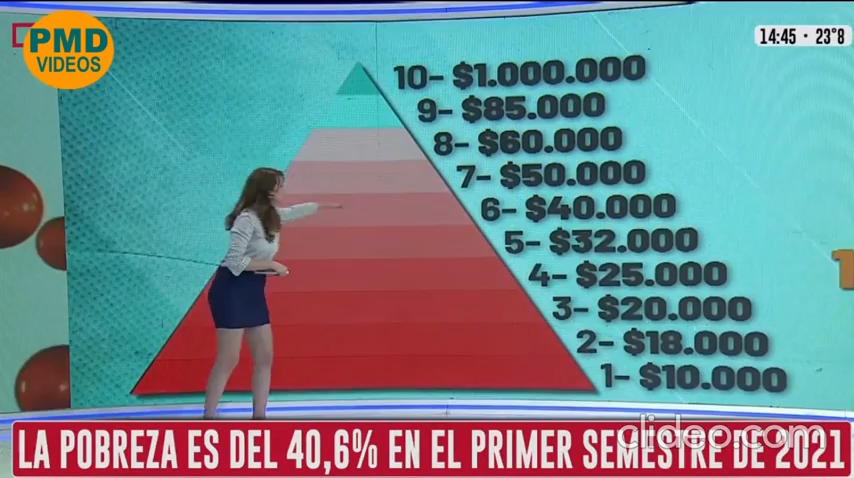 PMD
VIDEOS
14:45 · 23°8
10- $1.000.000
9- $85.000
8- $60.000
7- $50.000
6- $40.000
5- $32.000
4- $25.000
3- $20.000
2- $18.000
1- $10.000
clideo.com
LA POBREZA ES DEL 40,6% EN EL PRIMER SEMESTRE DE 2021